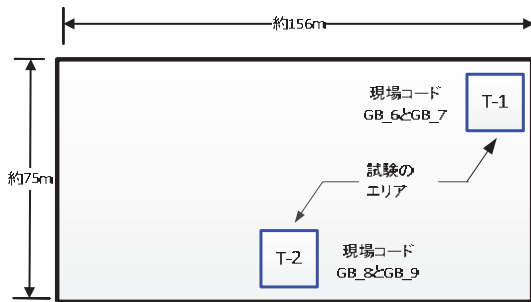 約156m
現場コード
GB_6とGB_7
T-1
約75m
試験の
エリア
T-2
現場コード
GB_8とGB_9